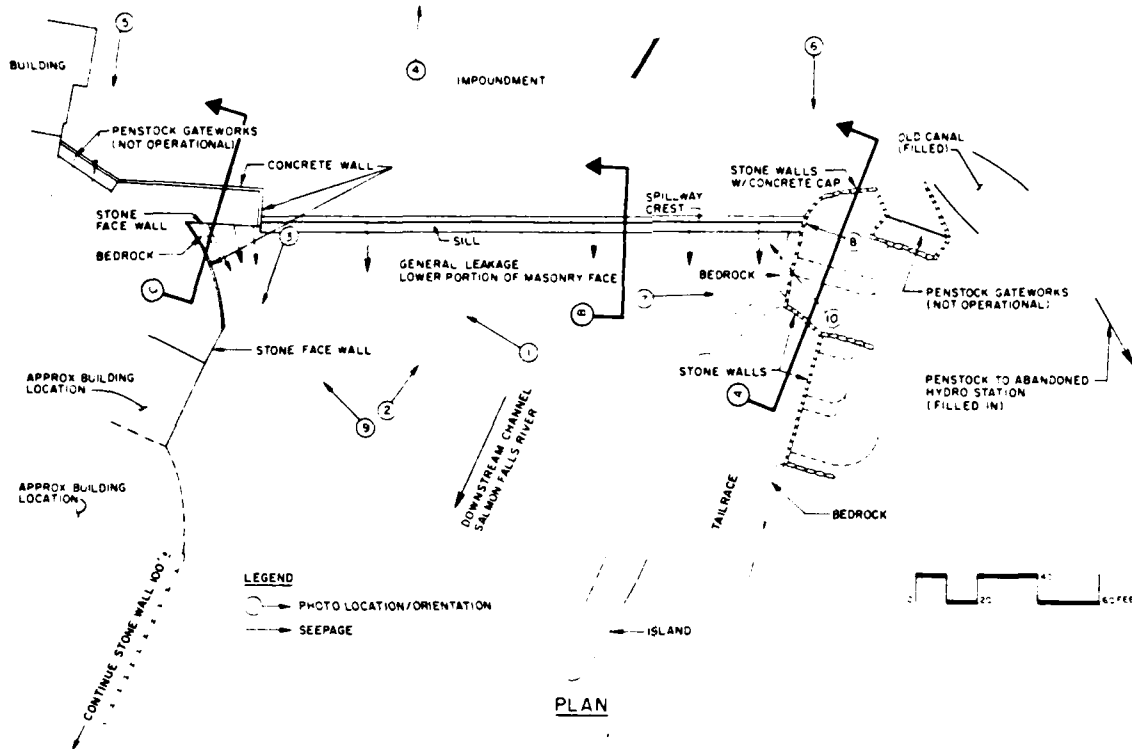 5
6
BUILDING
4
IMPOUNDMENT
PENSTOCK GATEWORKS
(NOT OPERATIONAL)
OLD CANAL
(FILLED)
CONCRETE WALL
STONE WALLS
W/CONCRETE CAP
SPILLWAY
CREST
STONE
FACE WALL
3
SILL
8
BEDROCK
GENERAL LEAKAGE
LOWER PORTION OF MASONRY FACE
BEDROCK
C
7
B
PENSTOCK GATEWORKS
(NOT OPERATIONAL)
10
STONE FACE WALL
1
APPROX BUILDING
LOCATION
STONE WALLS
PENSTOCK TO ABANDONED
HYDRO STATION
(FILLED IN)
2
9
4
DOWNSTREAM CHANNEL
SALMON FALLS RIVER
APPROX BUILDING
LOCATION
TAILRACE
BEDROCK
CONTINUE STONE WALL 100'±
LEGEND
PHOTO LOCATION/ORIENTATION
SEEPAGE
ISLAND
0
20
40
60 FEE
PLAN